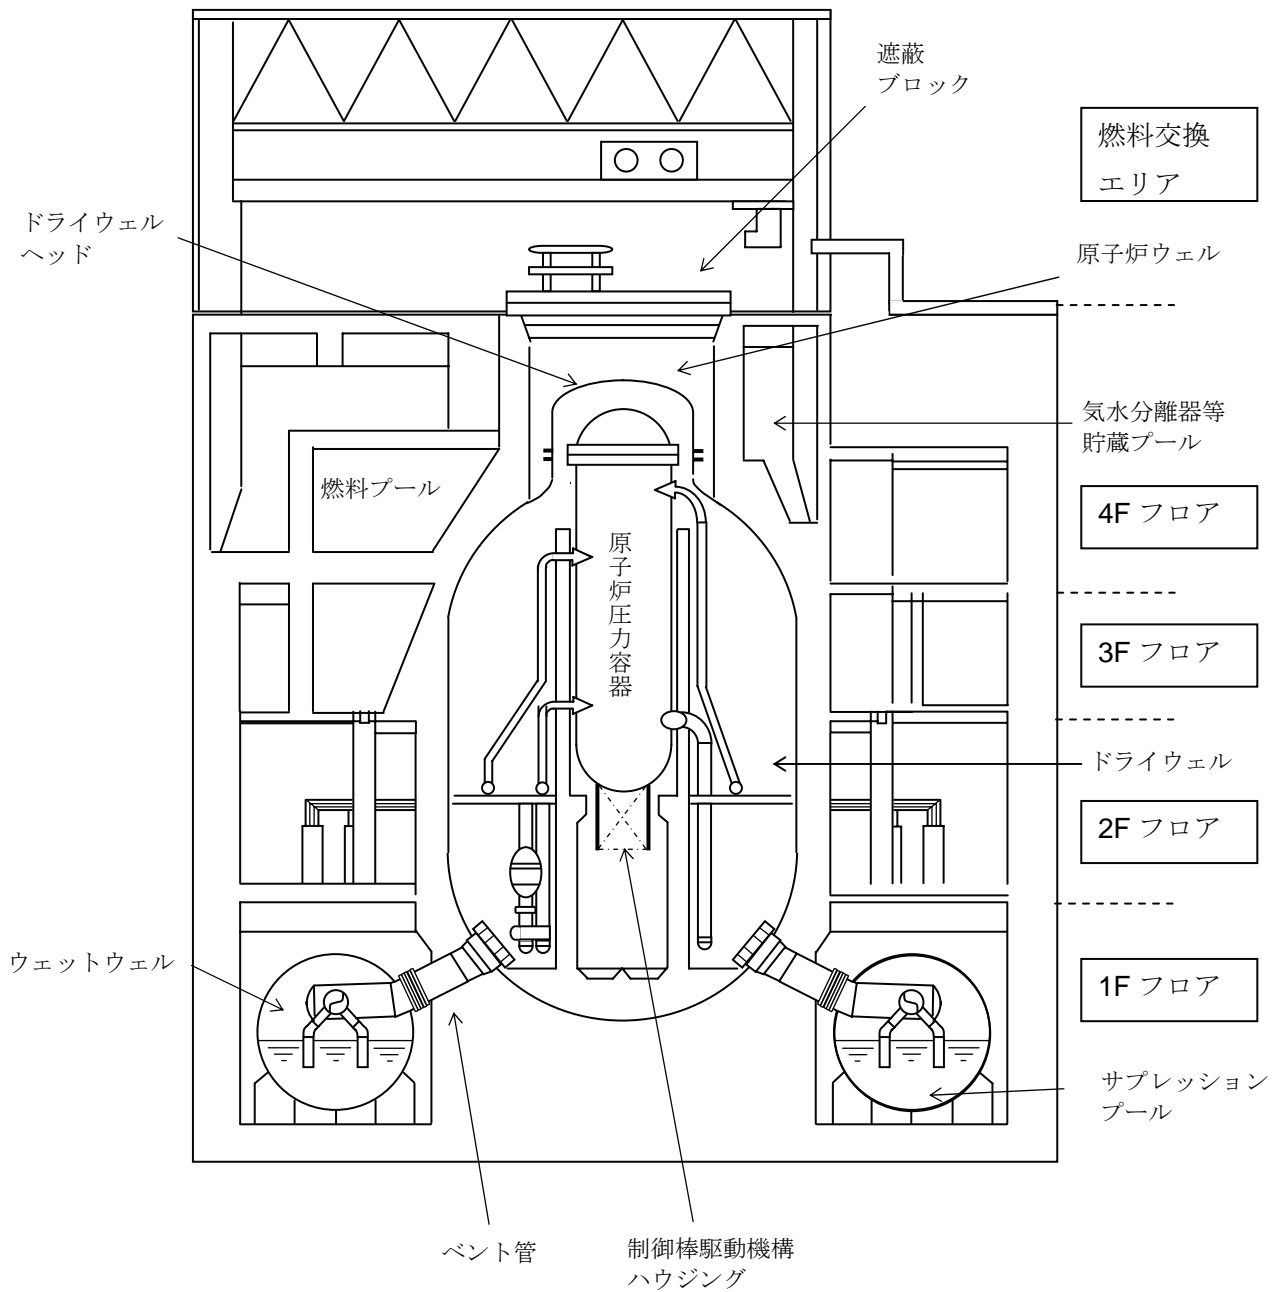 遮蔽
ブロック
燃料交換
エリア
ドライウェル
ヘッド
原子炉ウェル
気水分離器等
貯蔵プール
燃料プール
4F フロア
原子炉圧力容器
3F フロア
ドライウェル
2F フロア
ウェットウェル
1F フロア
サプレッション
プール
ベント管
制御棒駆動機構
ハウジング